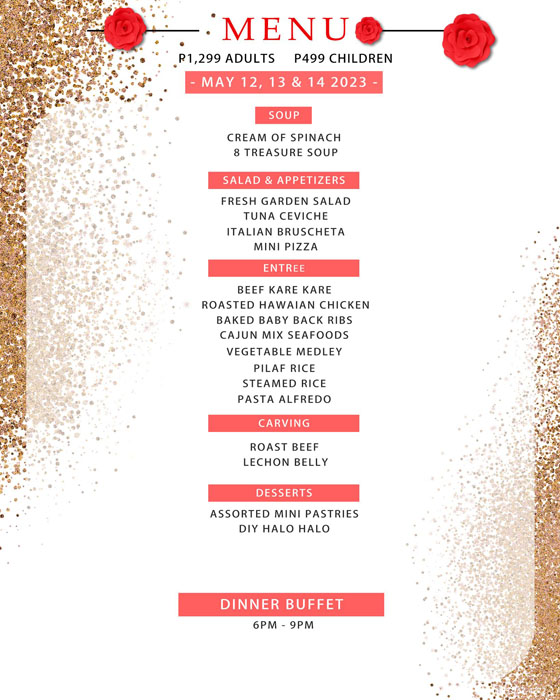 MENU
₱1,299 ADULTS P499 CHILDREN
- MAY 12, 13 & 14 2023 -
SOUP
CREAM OF SPINACH
8 TREASURE SOUP
SALAD & APPETIZERS
FRESH GARDEN SALAD
TUNA CEVICHE
ITALIAN BRUSCHETA
MINI PIZZA
ENTREE
BEEF KARE KARE
ROASTED HAWAIAN CHICKEN
BAKED BABY BACK RIBS
CAJUN MIX SEAFOODS
VEGETABLE MEDLEY
PILAF RICE
STEAMED RICE
PASTA ALFREDO
CARVING
ROAST BEEF
LECHON BELLY
DESSERTS
ASSORTED MINI PASTRIES
DIY HALO HALO
DINNER BUFFET
6PM - 9PM